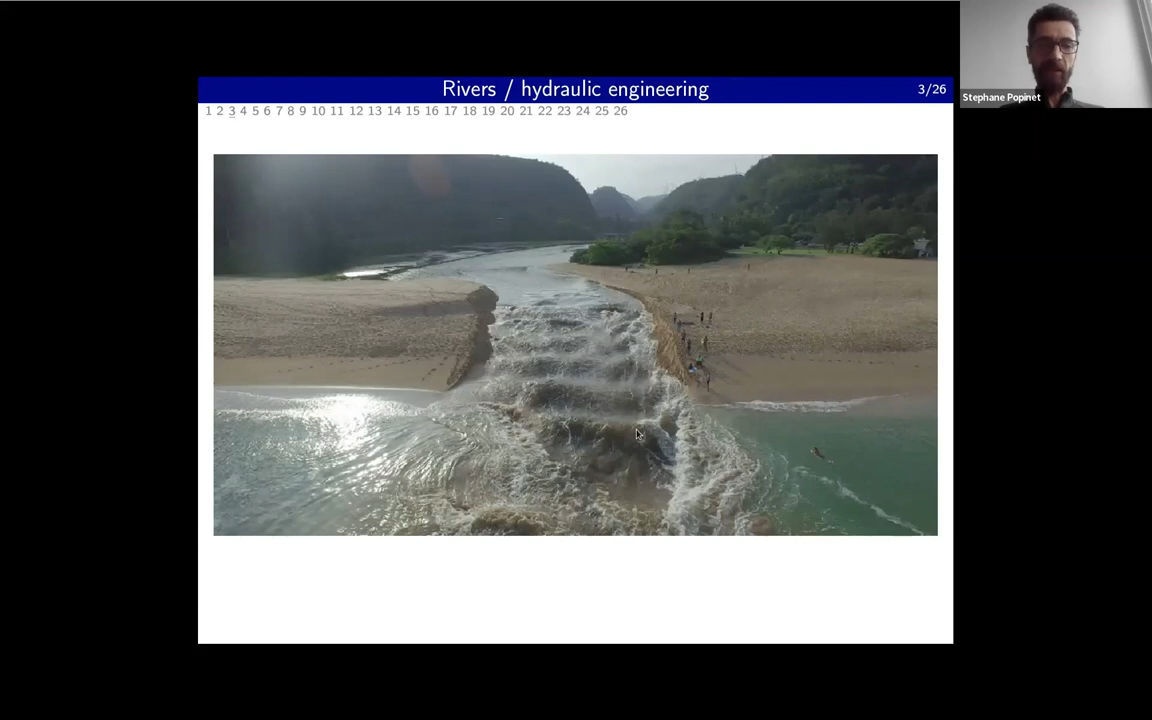 Rivers / hydraulic engineering
3/26
1 2 3 4 5 6 7 8 9 10 11 12 13 14 15 16 17 18 19 20 21 22 23 24 25 26
Stephane Popinet